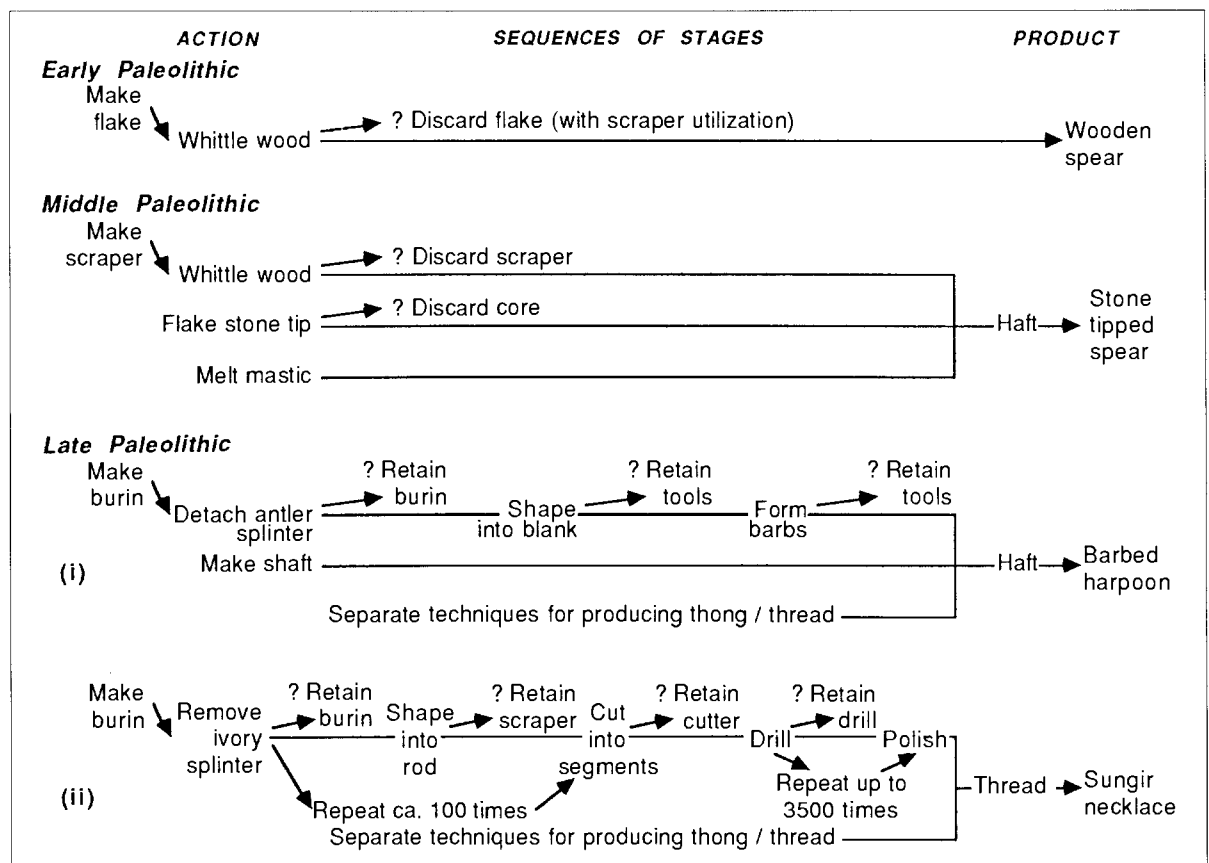 ACTION SEQUENCES OF STAGES PRODUCT
Early Paleolithic
Make
flake
? Discard flake (with scraper utilization)
Whittle wood
Wooden
spear
Middle Paleolithic
Make
scraper
? Discard scraper
Whittle wood
? Discard core
Flake stone tip
Haft
Stone
tipped
spear
Melt mastic
Late Paleolithic
(i)
Make
burin
Detach antler
splinter
? Retain
burin
Shape
into blank
? Retain
tools
Form
barbs
? Retain
tools
Make shaft
Haft
Barbed
harpoon
Separate techniques for producing thong / thread
(ii)
Make
burin
Remove
ivory
splinter
? Retain
burin
Shape
into
rod
? Retain
scraper
Cut
into
segments
? Retain
cutter
Drill
? Retain
drill
Polish
Repeat ca. 100 times
Repeat up to
3500 times
Separate techniques for producing thong / thread
Thread
Sungir
necklace